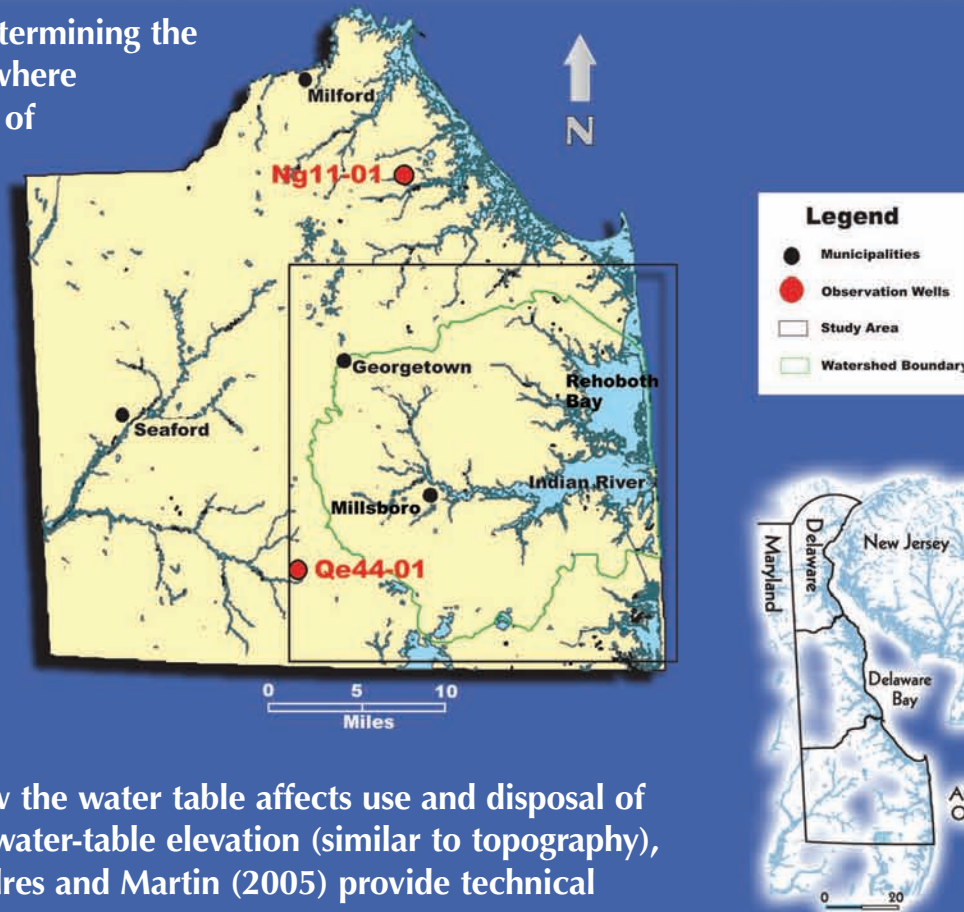 termining the
where
of
Milford
Ng11-01
N
Georgetown
Rehoboth
Bay
Seaford
Indian River
Millsboro
Qe44-01
0 5 10
Miles
Legend
Municipalities
Observation Wells
Study Area
Watershed Boundary
Maryland
Delaware
New Jersey
Delaware
Bay
A
O
0 20
the water table affects use and disposal of
water-table elevation (similar to topography),
dres and Martin (2005) provide technical